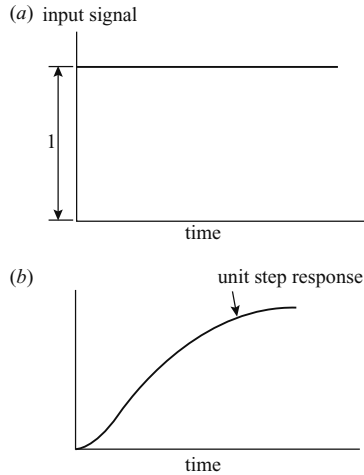 (a) input signal
1
time
(b)
unit step response
time